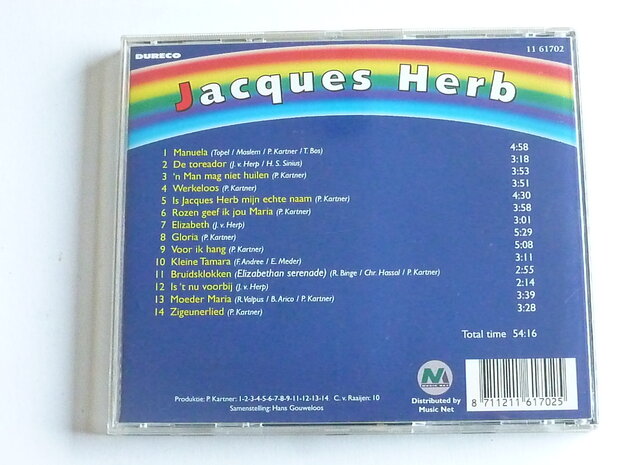 DURECO
11 61702
Jacques Herb
1 Manuela (Topel / Moslem / P. Kartner / T. Bos) 4:58
2 De toreador (J. v. Herp / H. S. Sinius) 3:18
3 'n Man mag niet huilen (P. Kartner) 3:53
4 Werkeloos (P. Kartner) 3:51
5 Is Jacques Herb mijn echte naam (P. Kartner) 4:30
6 Rozen geef ik jou Maria (P. Kartner) 3:58
7 Elizabeth (J. v. Herp) 3:01
8 Gloria (P. Kartner) 5:29
9 Voor ik hang (P. Kartner) 5:08
10 Kleine Tamara (F. Andree / E. Meder) 3:11
11 Bruidsklokken (Elizabethan serenade) (R. Binge / Chr. Hassal / P. Kartner) 2:55
12 Is 't nu voorbij (J. v. Herp) 2:14
13 Moeder Maria (R. Valpus / B. Arico / P. Kartner) 3:39
14 Zigeunerlied (P. Kartner) 3:28
Total time 54:16
Produktie: P. Kartner: 1-2-3-4-5-6-7-8-9-11-12-13-14 C. v. Raaijen: 10
Samenstelling: Hans Gouweloos
MUSIC NET
Distributed by
Music Net
8 711211 617025